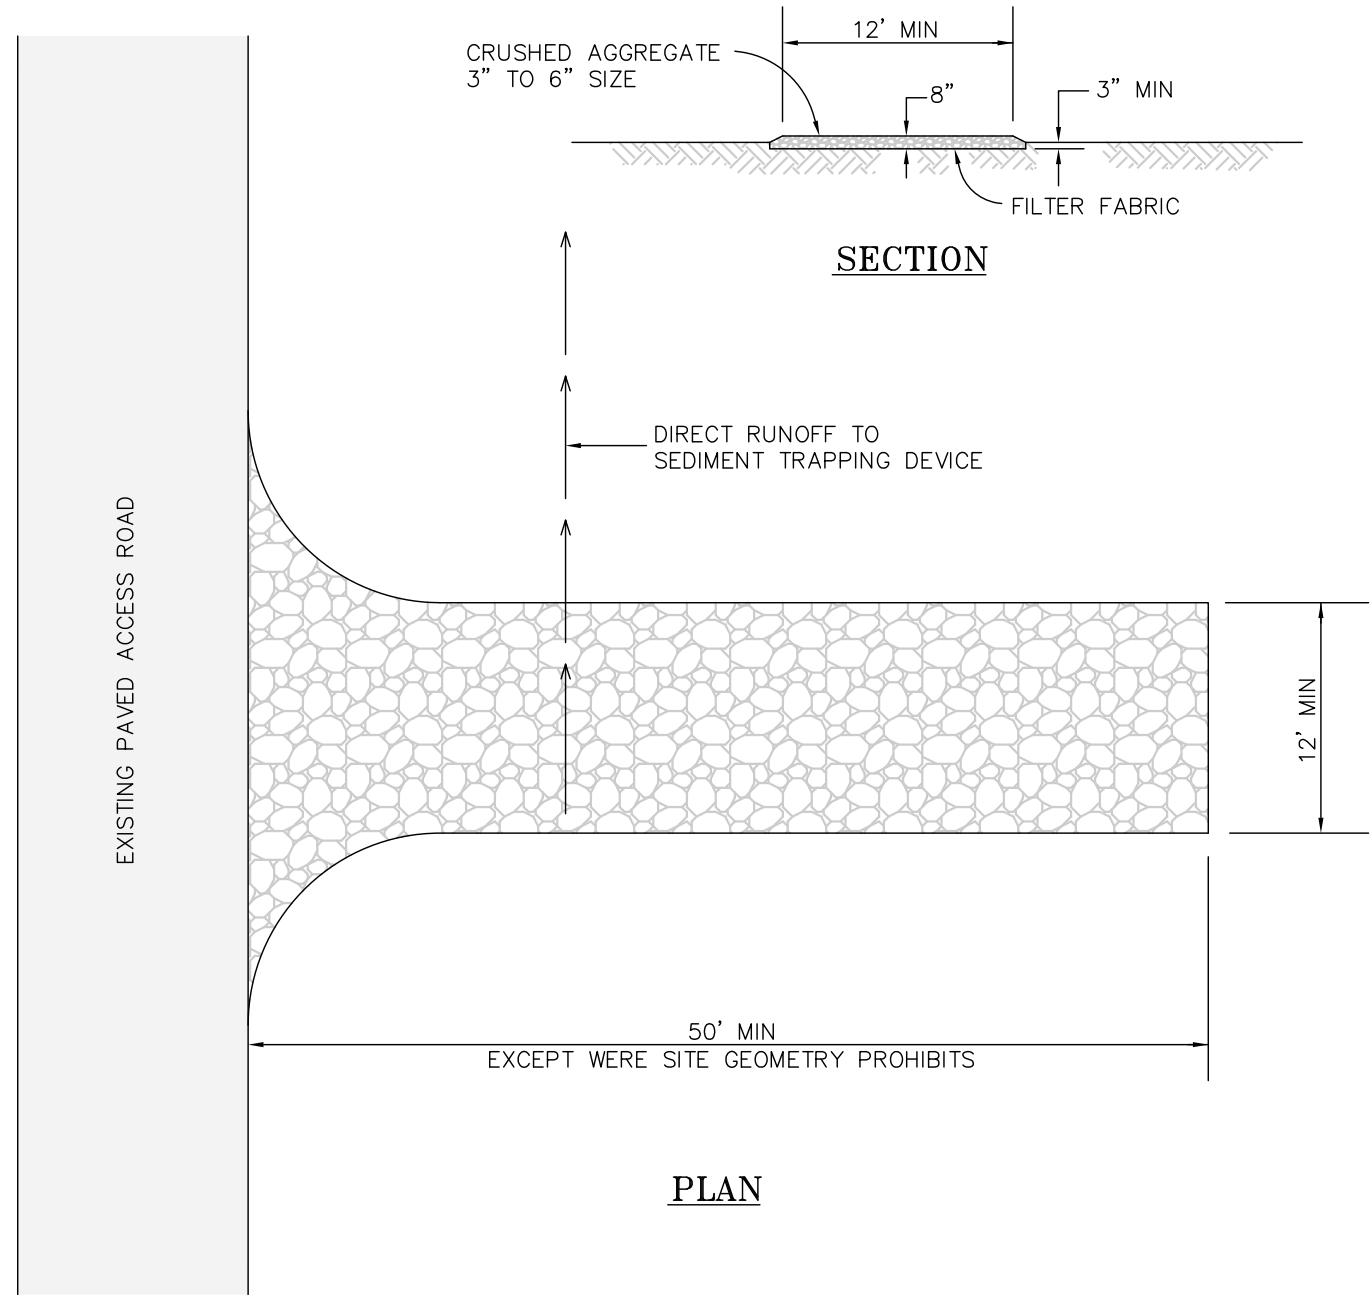 12' MIN
CRUSHED AGGREGATE
3" TO 6" SIZE
8"
3" MIN
FILTER FABRIC
SECTION
DIRECT RUNOFF TO
SEDIMENT TRAPPING DEVICE
EXISTING PAVED ACCESS ROAD
12' MIN
50' MIN
EXCEPT WERE SITE GEOMETRY PROHIBITS
PLAN